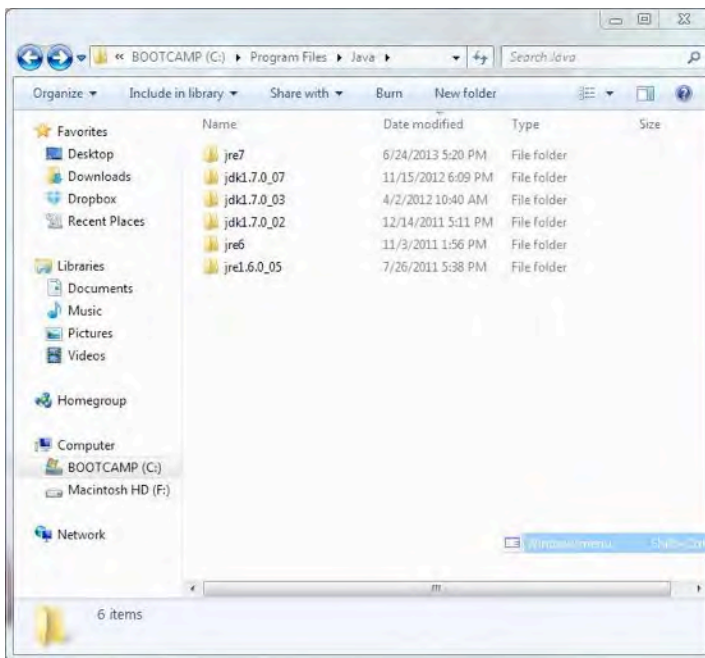 « BOOTCAMP (C:) ▸ Program Files ▸ Java ▸ Search Java
Organize ▾ Include in library ▾ Share with ▾ Burn New folder
Name Date modified Type Size
Favorites
Desktop
Downloads
Dropbox
Recent Places
Libraries
Documents
Music
Pictures
Videos
Homegroup
Computer
BOOTCAMP (C:)
Macintosh HD (F:)
Network
jre7 6/24/2013 5:20 PM File folder
jdk1.7.0_07 11/15/2012 6:09 PM File folder
jdk1.7.0_03 4/2/2012 10:40 AM File folder
jdk1.7.0_02 12/14/2011 5:11 PM File folder
jre6 11/3/2011 1:56 PM File folder
jre1.6.0_05 7/26/2011 5:38 PM File folder
6 items